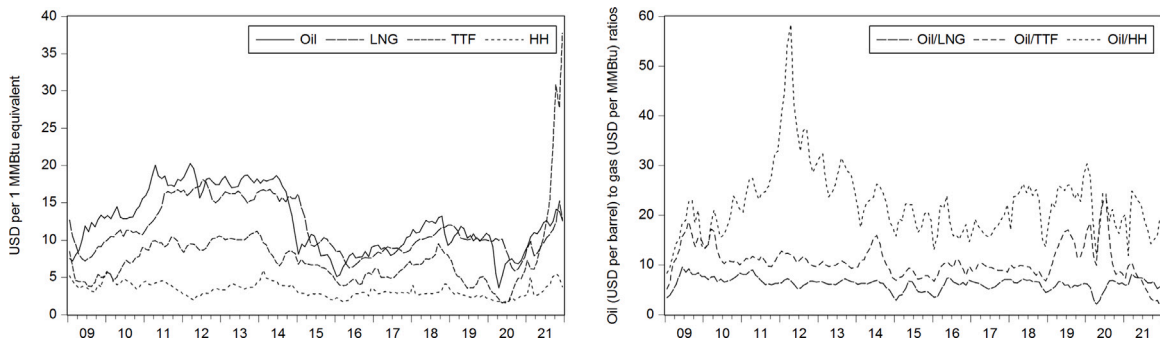 40
35
30
25
20
15
10
5
0
USD per 1 MMBtu equivalent
Oil LNG TTF HH
09 10 11 12 13 14 15 16 17 18 19 20 21
60
50
40
30
20
10
0
Oil (USD per barrel) to gas (USD per MMBtu) ratios
Oil/LNG Oil/TTF Oil/HH
09 10 11 12 13 14 15 16 17 18 19 20 21